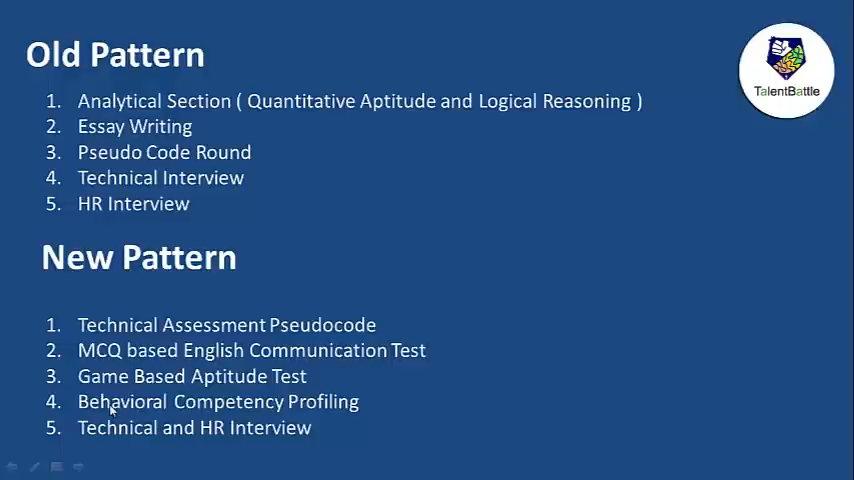 Old Pattern
1. Analytical Section ( Quantitative Aptitude and Logical Reasoning )
2. Essay Writing
3. Pseudo Code Round
4. Technical Interview
5. HR Interview
TalentBattle
New Pattern
1. Technical Assessment Pseudocode
2. MCQ based English Communication Test
3. Game Based Aptitude Test
4. Behavioral Competency Profiling
5. Technical and HR Interview